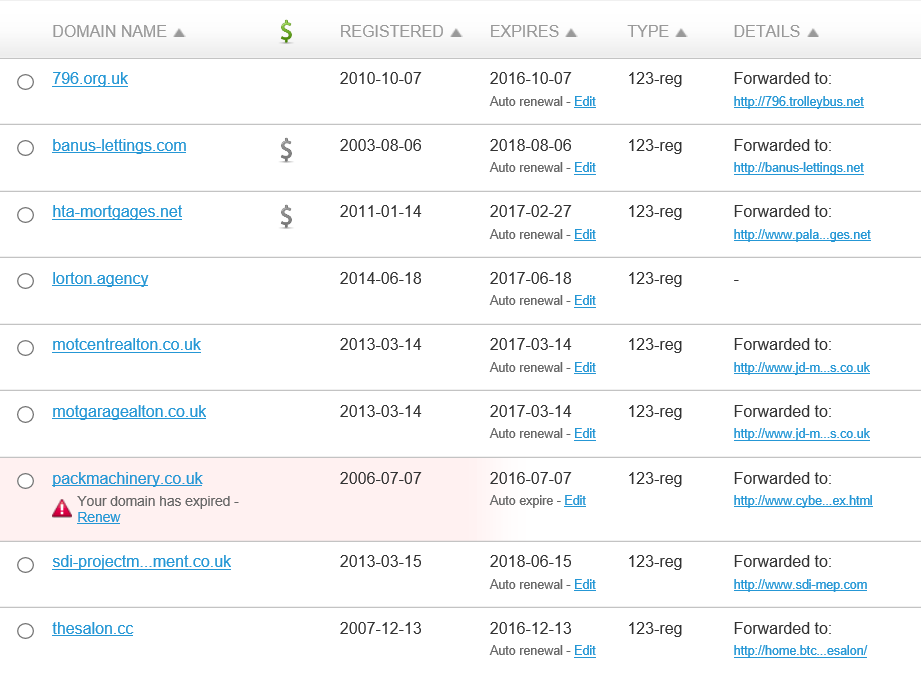 DOMAIN NAME ▲ $ REGISTERED ▲ EXPIRES ▲ TYPE ▲ DETAILS ▲
796.org.uk 2010-10-07 2016-10-07 123-reg Forwarded to:
Auto renewal - Edit http://796.trolleybus.net
banus-lettings.com $ 2003-08-06 2018-08-06 123-reg Forwarded to:
Auto renewal - Edit http://banus-lettings.net
hta-mortgages.net $ 2011-01-14 2017-02-27 123-reg Forwarded to:
Auto renewal - Edit http://www.pala...ges.net
lorton.agency 2014-06-18 2017-06-18 123-reg -
Auto renewal - Edit
motcentrealton.co.uk 2013-03-14 2017-03-14 123-reg Forwarded to:
Auto renewal - Edit http://www.jd-m...s.co.uk
motgaragealton.co.uk 2013-03-14 2017-03-14 123-reg Forwarded to:
Auto renewal - Edit http://www.jd-m...s.co.uk
packmachinery.co.uk 2006-07-07 2016-07-07 123-reg Forwarded to:
Your domain has expired - Auto expire - Edit http://www.cybe...ex.html
Renew
sdi-projectm...ment.co.uk 2013-03-15 2018-06-15 123-reg Forwarded to:
Auto renewal - Edit http://www.sdi-mep.com
thesalon.cc 2007-12-13 2016-12-13 123-reg Forwarded to:
Auto renewal - Edit http://home.btc...esalon/